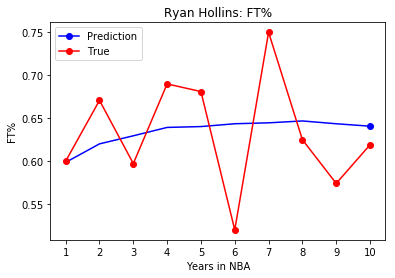 Ryan Hollins: FT%
Prediction
True
0.75
0.70
0.65
0.60
0.55
FT%
1 2 3 4 5 6 7 8 9 10
Years in NBA